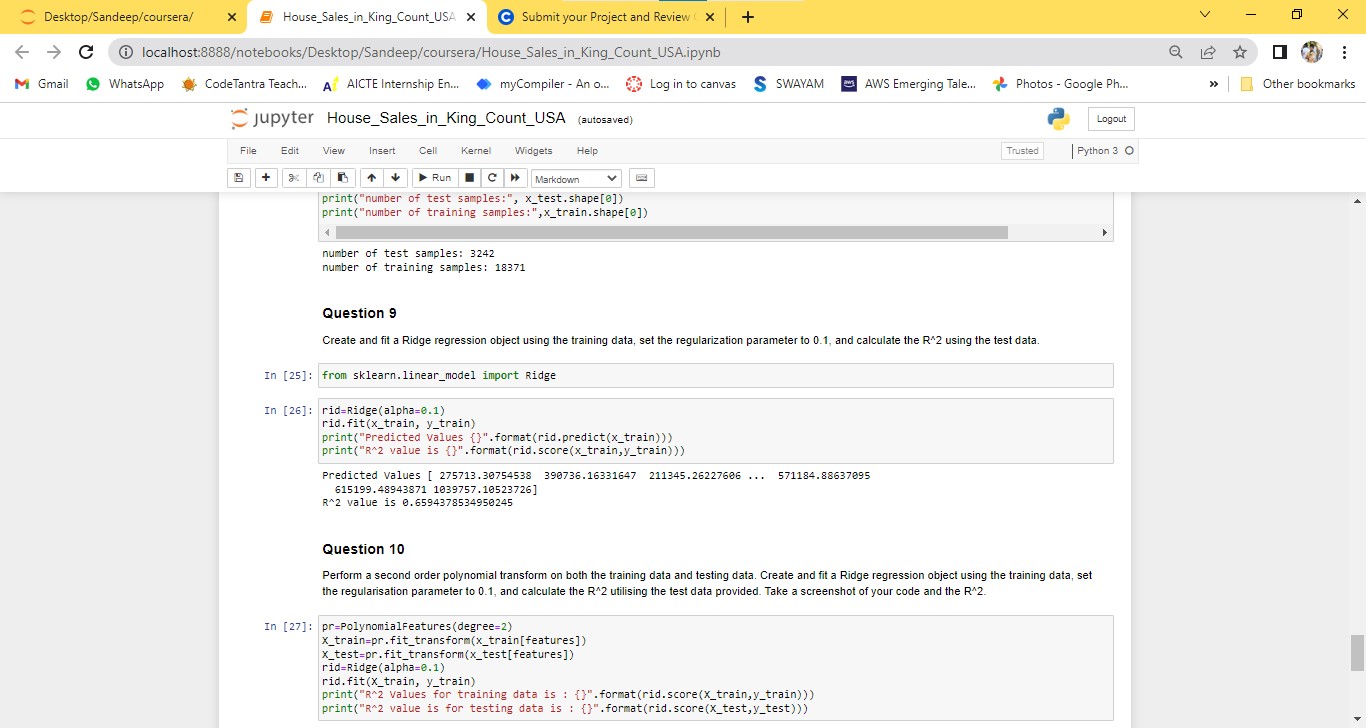 Desktop/Sandeep/coursera/
House_Sales_in_King_Count_USA
Submit your Project and Review
localhost:8888/notebooks/Desktop/Sandeep/coursera/House_Sales_in_King_Count_USA.ipynb
Gmail
WhatsApp
CodeTantra Teach...
AICTE Internship En...
myCompiler - An o...
Log in to canvas
SWAYAM
AWS Emerging Tale...
Photos - Google Ph...
»
Other bookmarks
jupyter House_Sales_in_King_Count_USA (autosaved)
Logout
File Edit View Insert Cell Kernel Widgets Help
Trusted
Python 3
Run
Markdown
print("number of test samples:", x_test.shape[0])
print("number of training samples:",x_train.shape[0])
number of test samples: 3242
number of training samples: 18371
Question 9
Create and fit a Ridge regression object using the training data, set the regularization parameter to 0.1, and calculate the R^2 using the test data.
In [25]: from sklearn.linear_model import Ridge
In [26]: rid=Ridge(alpha=0.1)
rid.fit(x_train, y_train)
print("Predicted Values {}".format(rid.predict(x_train)))
print("R^2 value is {}".format(rid.score(x_train,y_train)))
Predicted Values [ 275713.30754538 390736.16331647 211345.26227606 ... 571184.88637095
615199.48943871 1039757.10523726]
R^2 value is 0.6594378534950245
Question 10
Perform a second order polynomial transform on both the training data and testing data. Create and fit a Ridge regression object using the training data, set
the regularisation parameter to 0.1, and calculate the R^2 utilising the test data provided. Take a screenshot of your code and the R^2.
In [27]: pr=PolynomialFeatures(degree=2)
X_train=pr.fit_transform(x_train[features])
X_test=pr.fit_transform(x_test[features])
rid=Ridge(alpha=0.1)
rid.fit(X_train, y_train)
print("R^2 Values for training data is : {}".format(rid.score(X_train,y_train)))
print("R^2 value is for testing data is : {}".format(rid.score(X_test,y_test)))